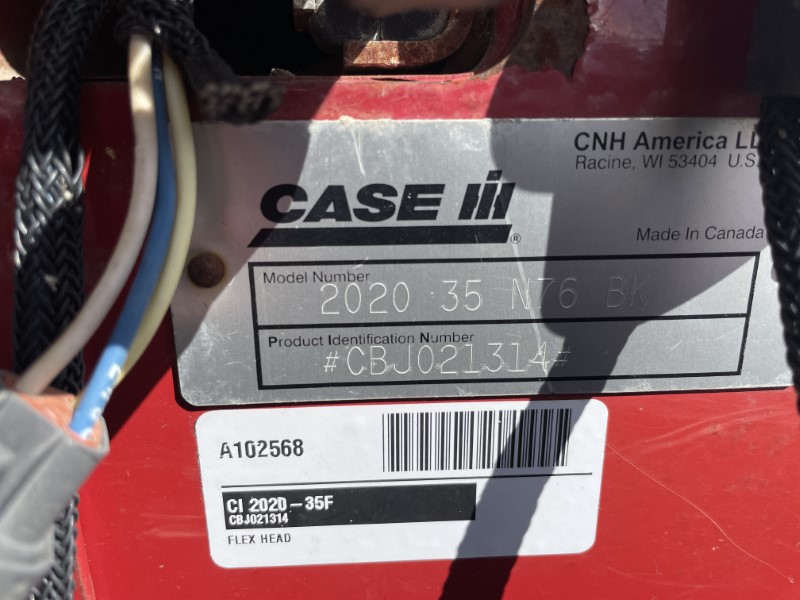 CNH America LL
Racine, WI 53404 U.S.
CASE IH
®
Made In Canada
Model Number
2020 35 N76 BK
Product Identification Number
#CBJ021314#
A102568
CI 2020-35F
CBJ021314
FLEX HEAD